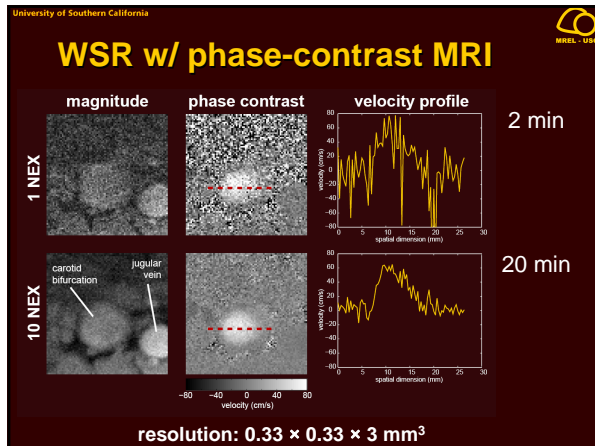 University of Southern California
MREL - USC
WSR w/ phase-contrast MRI
magnitude phase contrast velocity profile
2 min
1 NEX
80
60
40
20
0
−20
−40
−60
−80
velocity (cm/s)
0 5 10 15 20 25 30
spatial dimension (mm)
20 min
10 NEX
carotid
bifurcation
jugular
vein
80
60
40
20
0
−20
−40
−60
−80
velocity (cm/s)
0 5 10 15 20 25 30
spatial dimension (mm)
−80 −40 0 40 80
velocity (cm/s)
resolution: 0.33 × 0.33 × 3 mm³